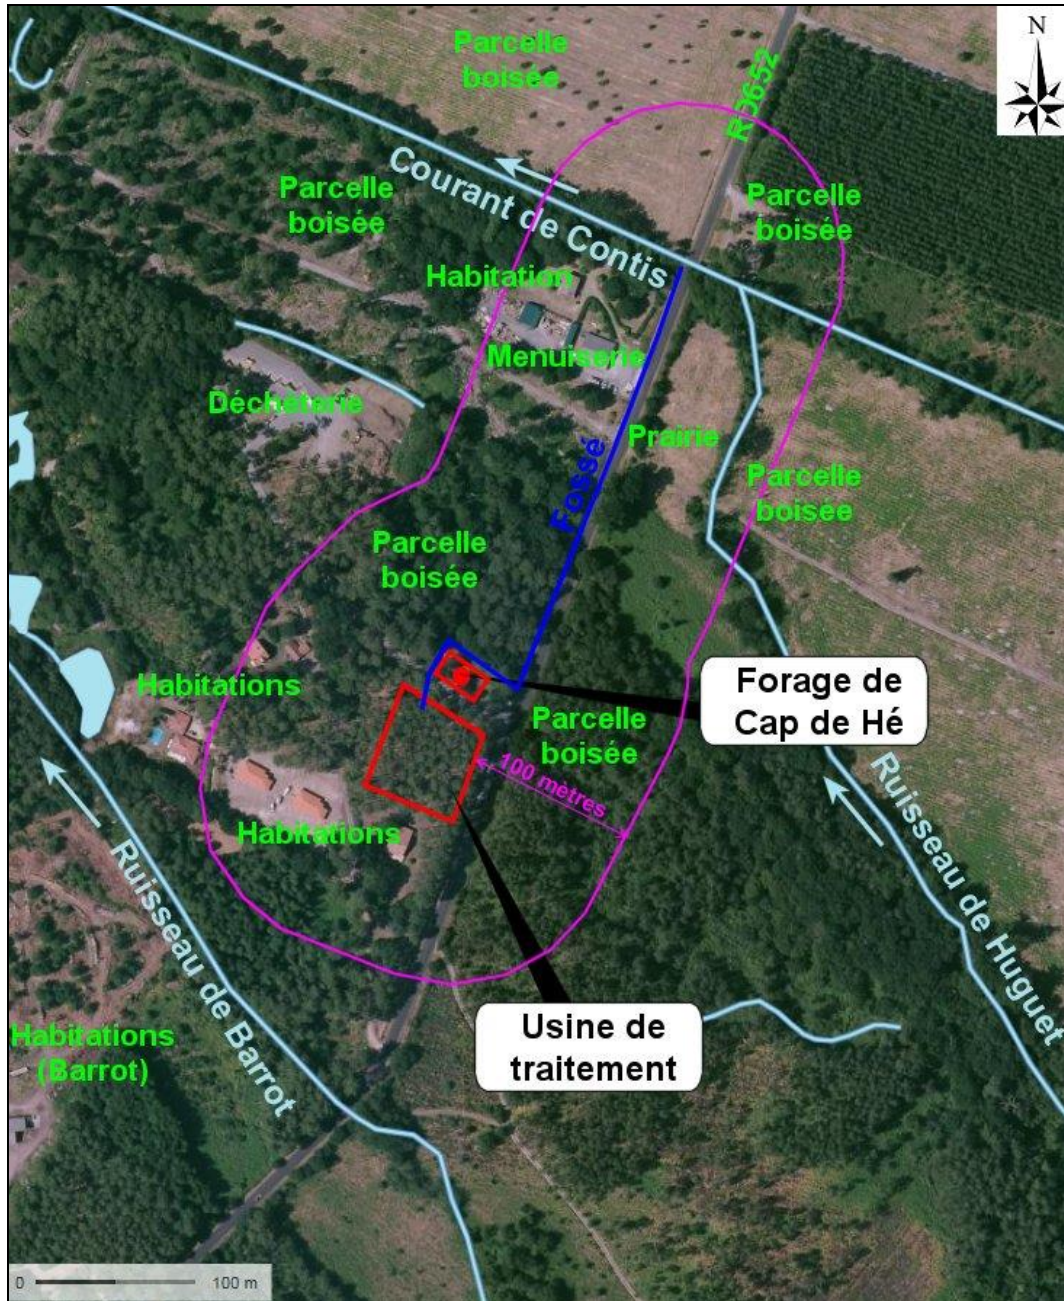 N
Parcelle
boisée
RD652
Parcelle
boisée
Courant de Contis
Parcelle
boisée
Habitation
Menuiserie
Déchèterie
Prairie
Fossé
Parcelle
boisée
Parcelle
boisée
Habitations
Forage de
Cap de Hé
Parcelle
boisée
100 mètres
Ruisseau de Huguet
Habitations
Ruisseau de Barrot
Usine de
traitement
Habitations
(Barrot)
0 100 m